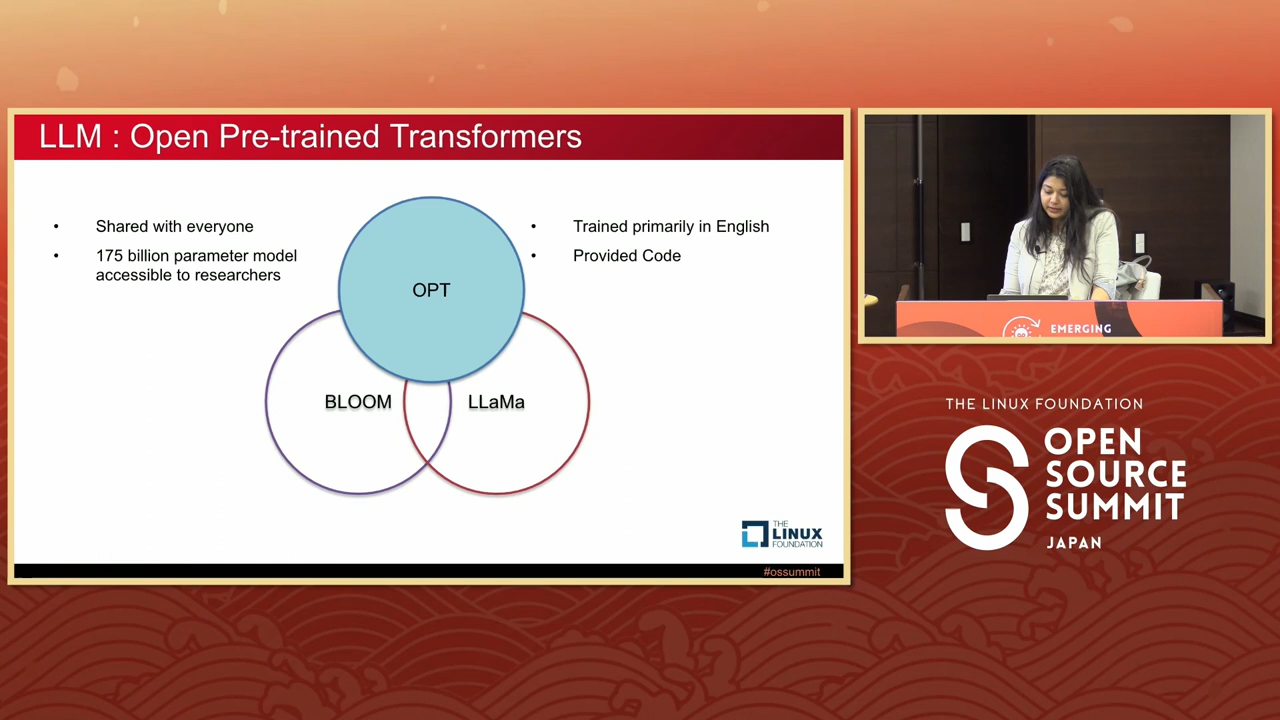 LLM : Open Pre-trained Transformers
• Shared with everyone
• 175 billion parameter model
accessible to researchers
• Trained primarily in English
• Provided Code
OPT
BLOOM
LLaMa
THE
LINUX
FOUNDATION
#ossummit
EMERGING
THE LINUX FOUNDATION
OPEN
SOURCE
SUMMIT
JAPAN